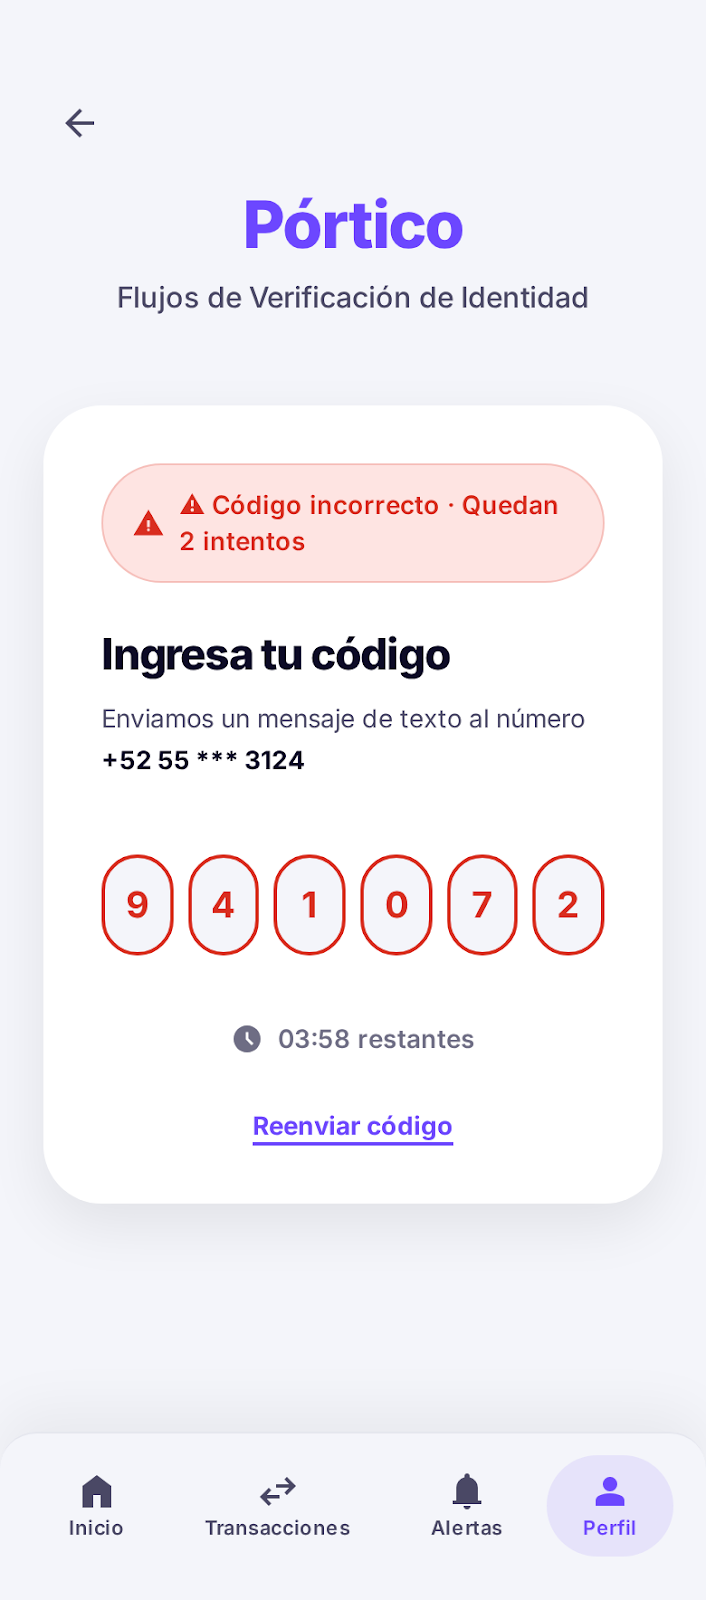 Pórtico
Flujos de Verificación de Identidad
⚠ Código incorrecto · Quedan
2 intentos
Ingresa tu código
Enviamos un mensaje de texto al número
+52 55 *** 3124
9 4 1 0 7 2
03:58 restantes
Reenviar código
Inicio Transacciones Alertas Perfil